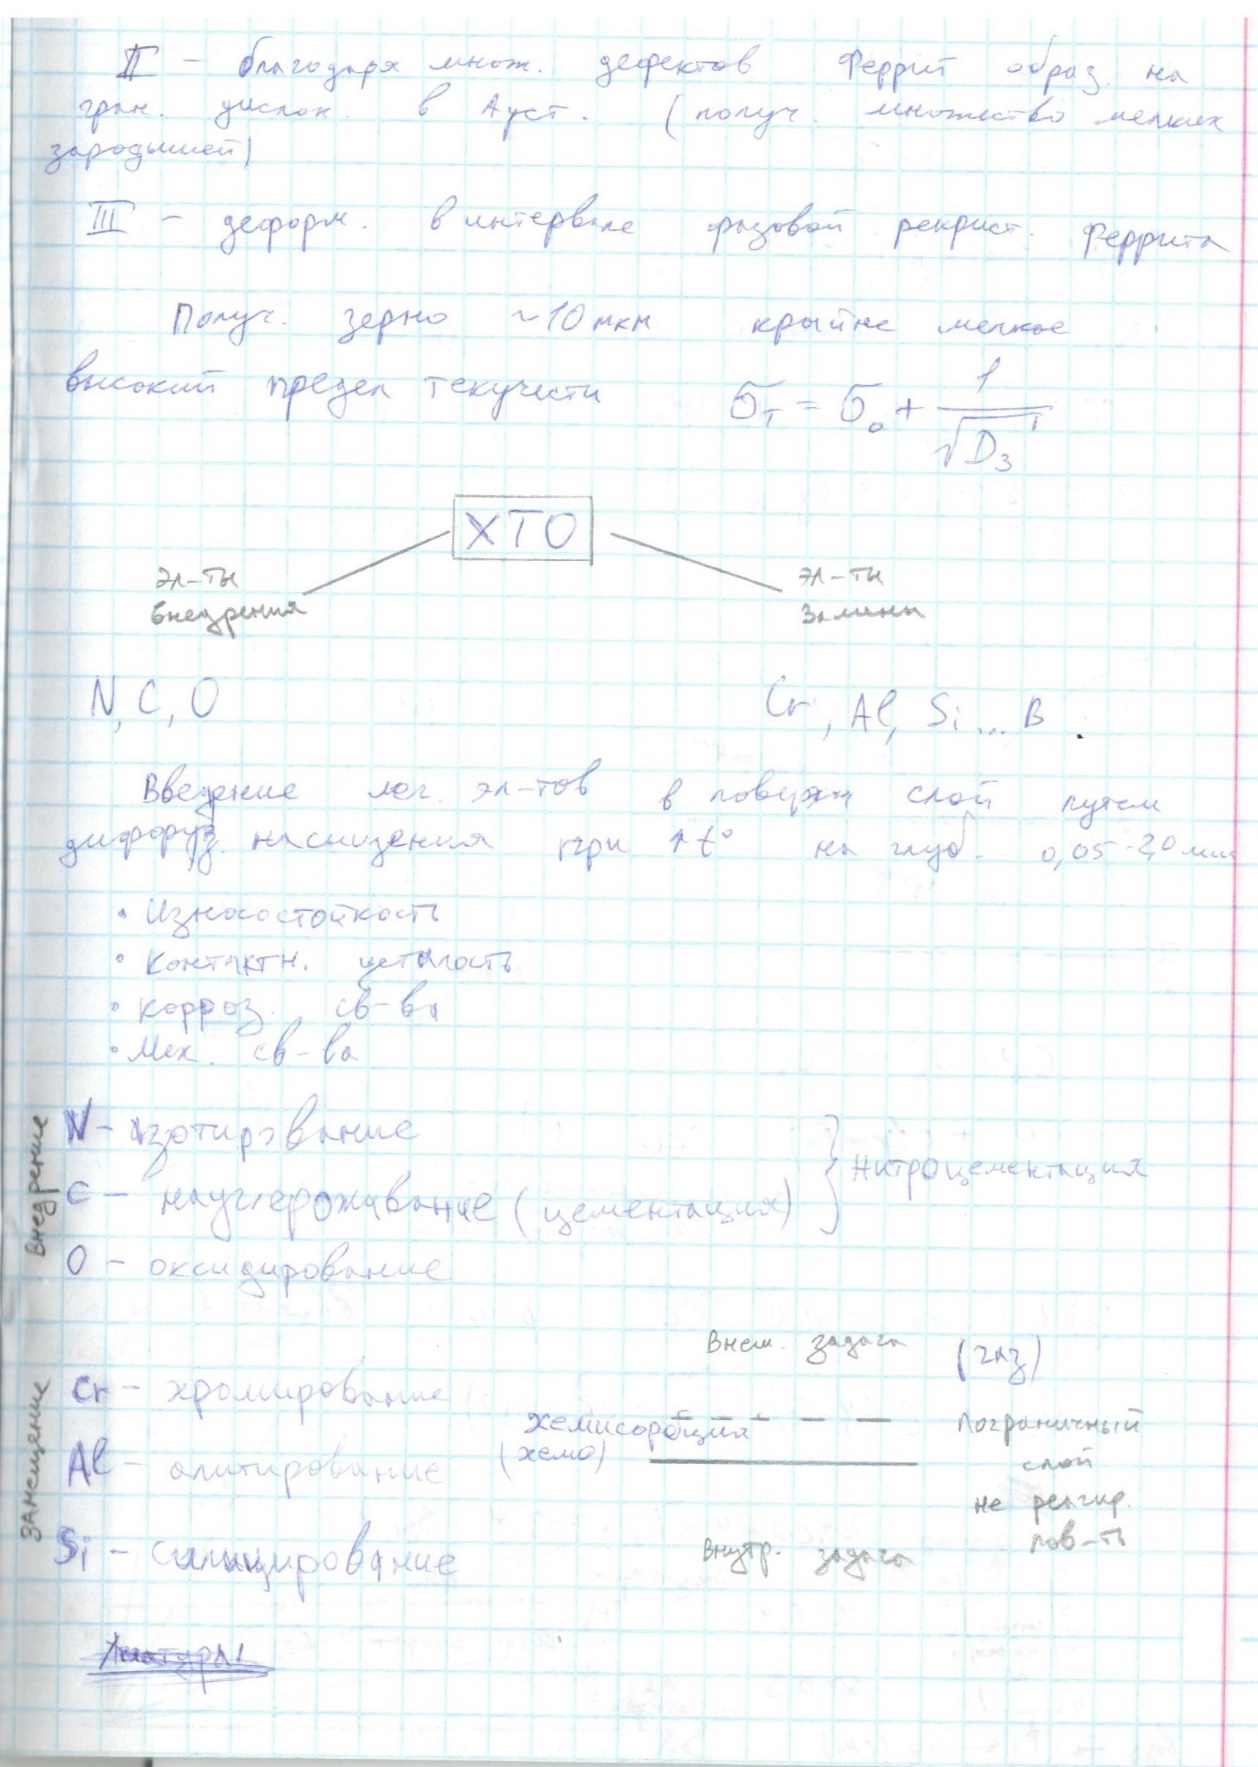 II – благодаря множ. дефектов Феррит образ. на
гран. дислок. в Ауст. (получ. множество мелких
зародышей)
III – деформ. в интервале фазовой рекрист. Феррита
Получ. зерно ~10 мкм крайне мелкое
высокий предел текучести σт = σ₀ + 1/√D₃
ХТО
эл-ты эл-ты
внедрения замены
N, C, O Cr, Al, Si ... B.
Введение лег. эл-тов в поверхн слой путем
диффуз. насыщения при ↑t° на глуб. 0,05-2,0 мм
• Износостойкость
• Контактн. усталость
• Корроз. св-ва
• Мех. св-ва
Внедрение
N – азотирование
C – науглероживание (цементация) } Нитроцементация
O – оксидирование
Замещение
Cr – хромирование
Al – алитирование
Si – силицирование
Внеш. задача (газ)
хемисорбция пограничный
(хемо) слой
не реагир.
Внутр. задача пов-ть